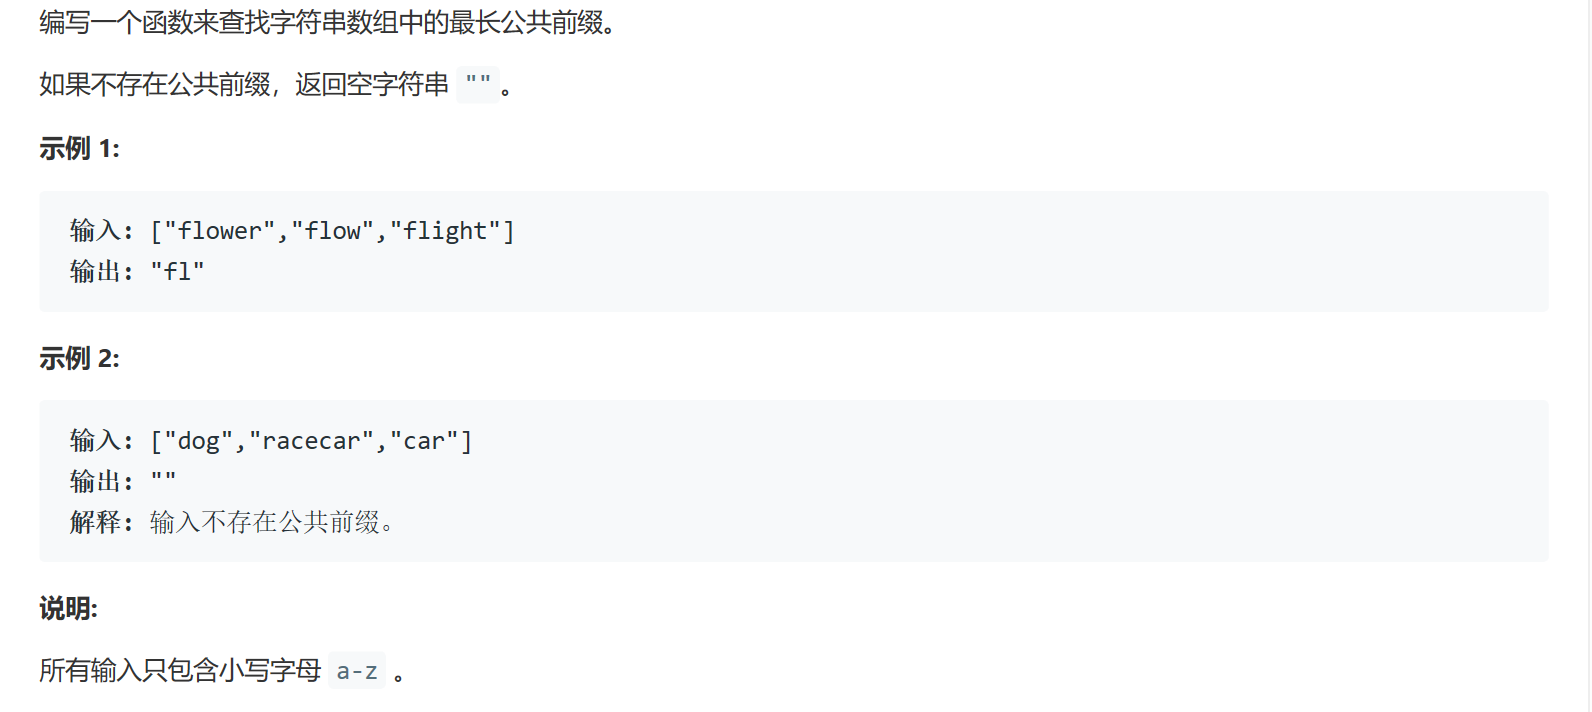 编写一个函数来查找字符串数组中的最长公共前缀。
如果不存在公共前缀，返回空字符串 ""。
示例 1:
输入：["flower","flow","flight"]
输出："fl"
示例 2:
输入：["dog","racecar","car"]
输出：""
解释：输入不存在公共前缀。
说明:
所有输入只包含小写字母 a-z 。